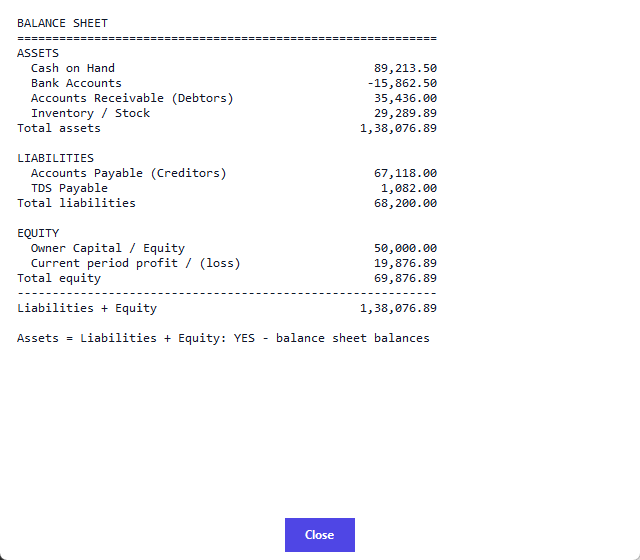 BALANCE SHEET
============================================================
ASSETS
  Cash on Hand                                     89,213.50
  Bank Accounts                                   -15,862.50
  Accounts Receivable (Debtors)                    35,436.00
  Inventory / Stock                                29,289.89
Total assets                                     1,38,076.89

LIABILITIES
  Accounts Payable (Creditors)                     67,118.00
  TDS Payable                                       1,082.00
Total liabilities                                  68,200.00

EQUITY
  Owner Capital / Equity                           50,000.00
  Current period profit / (loss)                   19,876.89
Total equity                                       69,876.89
------------------------------------------------------------
Liabilities + Equity                             1,38,076.89

Assets = Liabilities + Equity: YES - balance sheet balances
Close